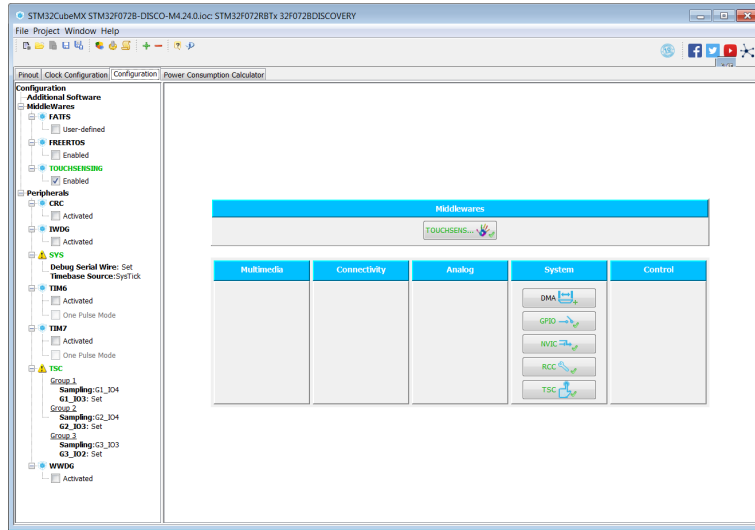 STM32CubeMX STM32F072B-DISCO-M4.24.0.ioc: STM32F072RBTx 32F072BDISCOVERY
File Project Window Help
Pinout Clock Configuration Configuration Power Consumption Calculator
Configuration
Additional Software
MiddleWares
FATFS
User-defined
FREERTOS
Enabled
TOUCHSENSING
Enabled
Peripherals
CRC
Activated
IWDG
Activated
SYS
Debug Serial Wire: Set
Timebase Source:SysTick
TIM6
Activated
One Pulse Mode
TIM7
Activated
One Pulse Mode
TSC
Group 1
Sampling:G1_IO4
G1_IO3: Set
Group 2
Sampling:G2_IO4
G2_IO3: Set
Group 3
Sampling:G3_IO3
G3_IO2: Set
WWDG
Activated
Middlewares
TOUCHSENS...
Multimedia Connectivity Analog System Control
DMA
GPIO
NVIC
RCC
TSC